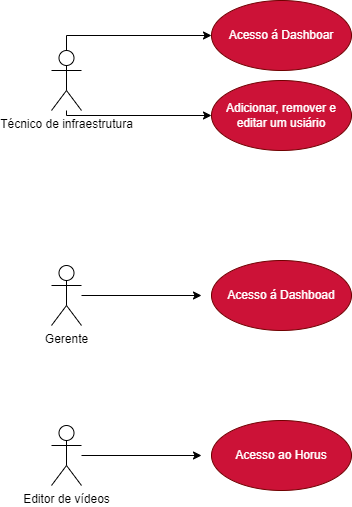 Acesso á Dashboar
Adicionar, remover e
editar um usiário
Técnico de infraestrutura
Acesso á Dashboad
Gerente
Acesso ao Horus
Editor de vídeos